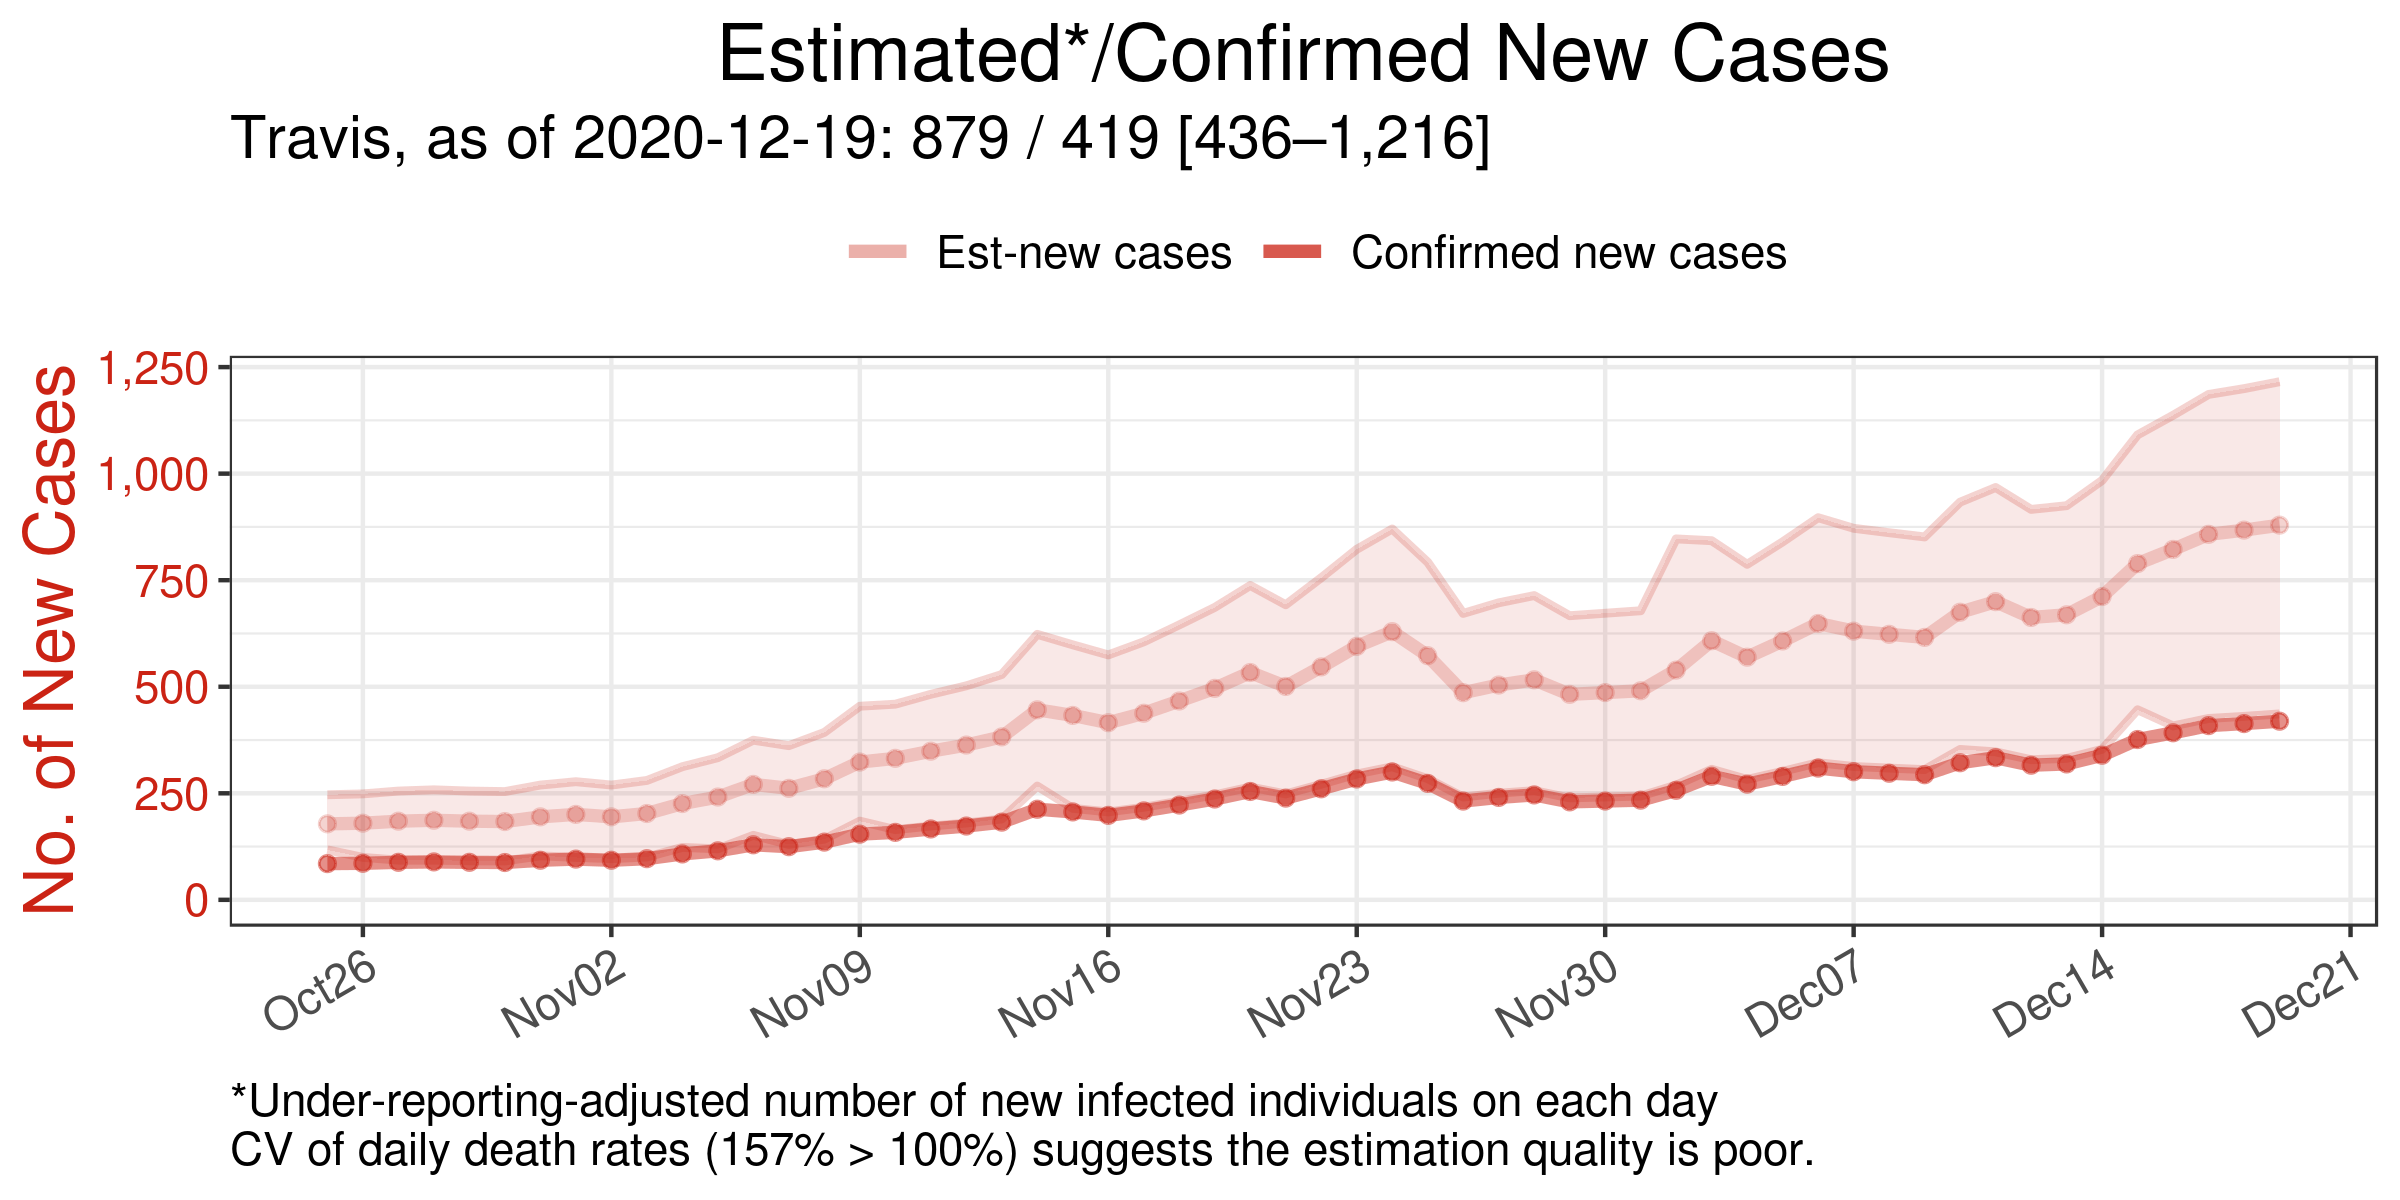 Estimated*/Confirmed New Cases
Travis, as of 2020-12-19: 879 / 419 [436–1,216]
Est-new cases
Confirmed new cases
No. of New Cases
1,250
1,000
750
500
250
0
Oct26
Nov02
Nov09
Nov16
Nov23
Nov30
Dec07
Dec14
Dec21
*Under-reporting-adjusted number of new infected individuals on each day
CV of daily death rates (157% > 100%) suggests the estimation quality is poor.